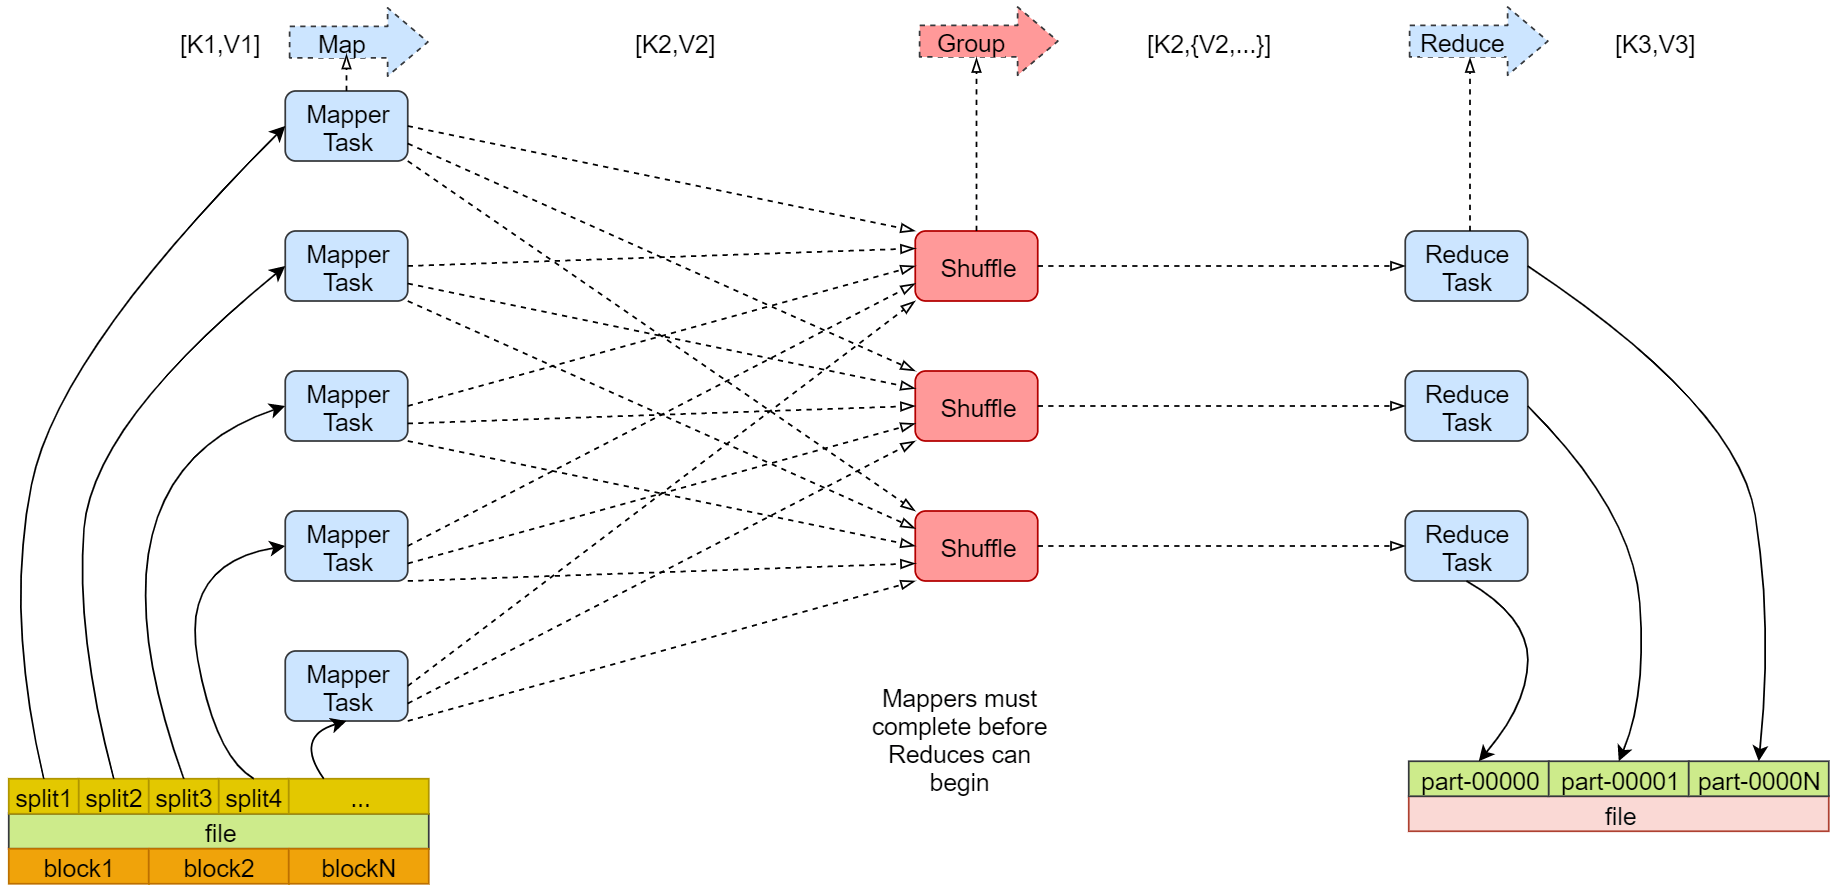 [K1,V1]
Map
[K2,V2]
Group
[K2,{V2,...}]
Reduce
[K3,V3]
Mapper
Task
Mapper
Task
Shuffle
Reduce
Task
Mapper
Task
Shuffle
Reduce
Task
Mapper
Task
Shuffle
Reduce
Task
Mapper
Task
Mappers must
complete before
Reduces can
begin
split1 split2 split3 split4 ...
file
block1 block2 blockN
part-00000 part-00001 part-0000N
file